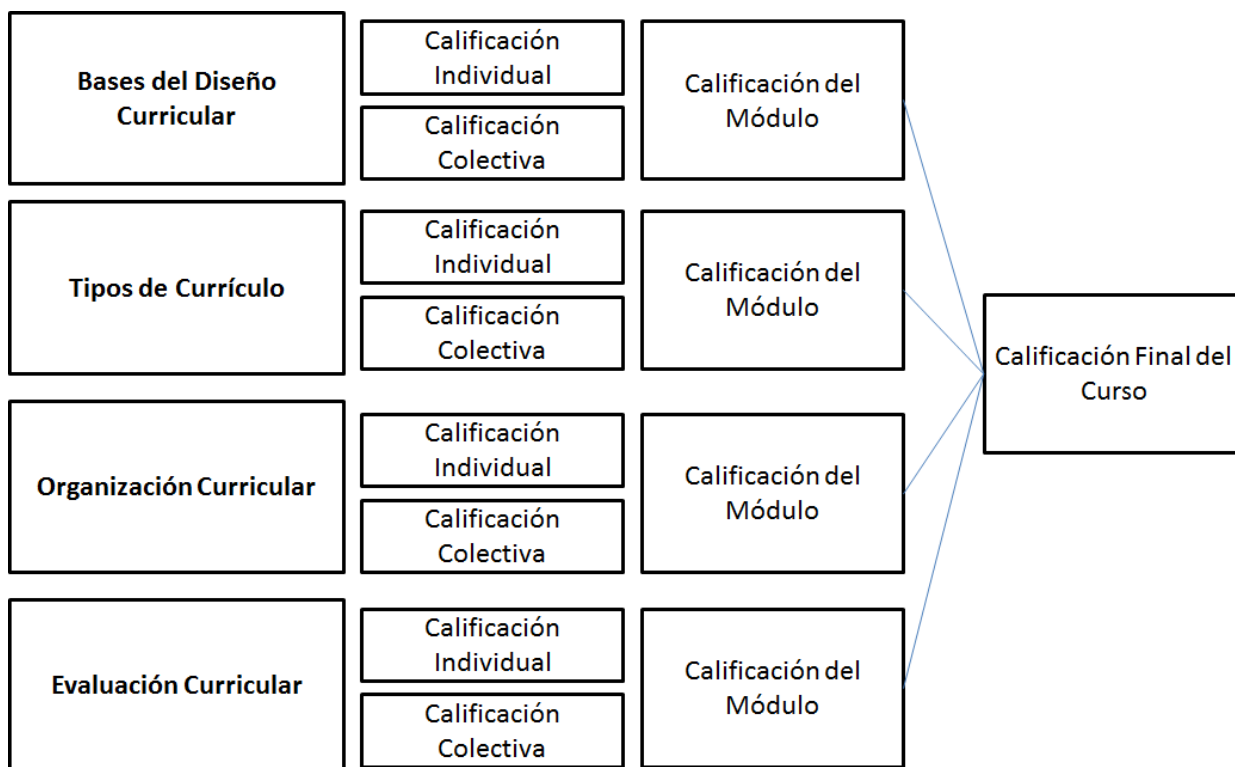 Bases del Diseño
Curricular
Calificación
Individual
Calificación
Colectiva
Calificación del
Módulo
Tipos de Currículo
Calificación
Individual
Calificación
Colectiva
Calificación del
Módulo
Organización Curricular
Calificación
Individual
Calificación
Colectiva
Calificación del
Módulo
Evaluación Curricular
Calificación
Individual
Calificación
Colectiva
Calificación del
Módulo
Calificación Final del
Curso